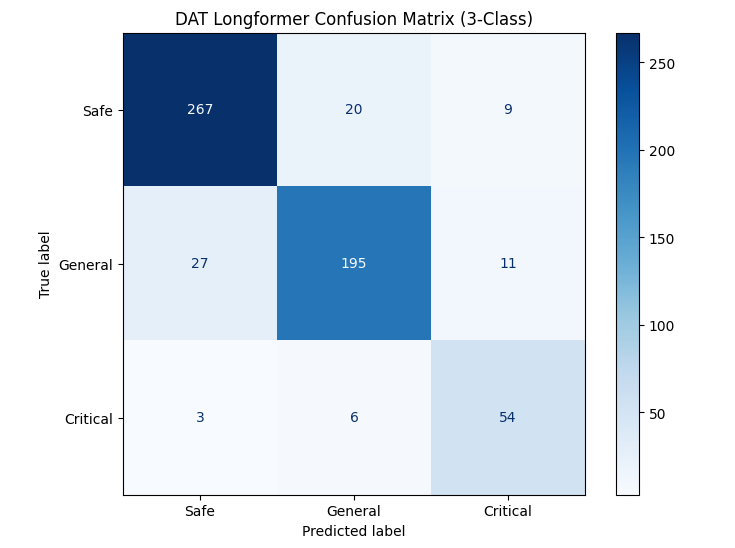 DAT Longformer Confusion Matrix (3-Class)
Safe 267 20 9
General 27 195 11
Critical 3 6 54
Safe General Critical
Predicted label
True label
250
200
150
100
50